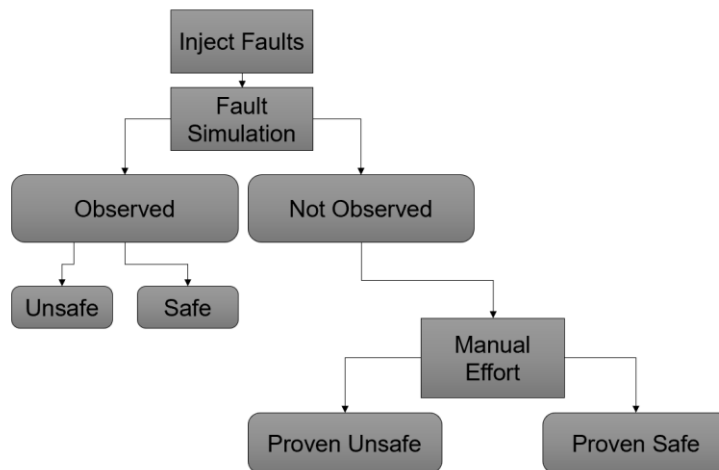 Inject Faults
Fault
Simulation
Observed
Not Observed
Unsafe
Safe
Manual
Effort
Proven Unsafe
Proven Safe